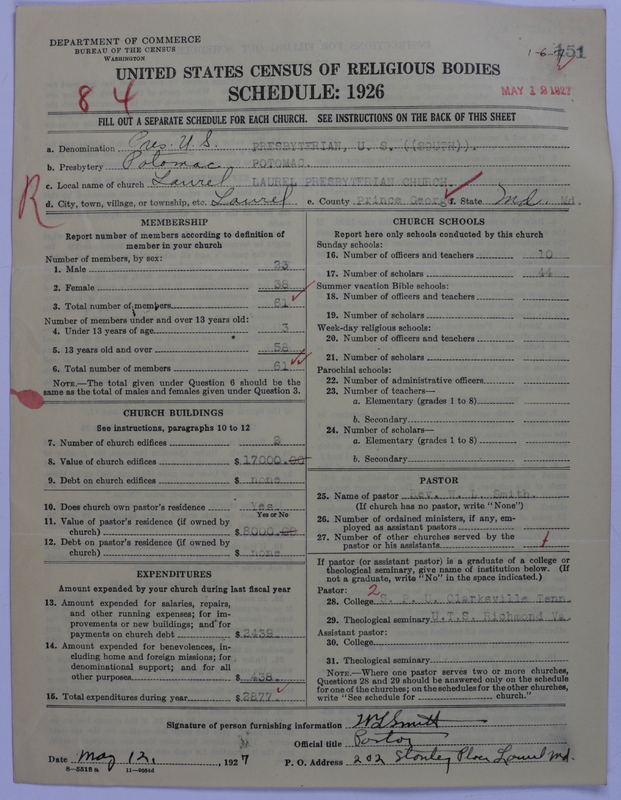 DEPARTMENT OF COMMERCE
BUREAU OF THE CENSUS
WASHINGTON
1-6-
151
UNITED STATES CENSUS OF RELIGIOUS BODIES
SCHEDULE: 1926
84
MAY 13 1927
FILL OUT A SEPARATE SCHEDULE FOR EACH CHURCH. SEE INSTRUCTIONS ON THE BACK OF THIS SHEET
R
a. Denomination Pres. U.S. PRESBYTERIAN, U. S. ((SOUTH)).
b. Presbytery Potomac POTOMAC.
c. Local name of church Laurel LAUREL PRESBYTERIAN CHURCH.
d. City, town, village, or township, etc. Laurel e. County Prince George f. State Md. Md.
MEMBERSHIP
Report number of members according to definition of member in your church
Number of members, by sex:
1. Male 23
2. Female 38
3. Total number of members 61
Number of members under and over 13 years old:
4. Under 13 years of age 3
5. 13 years old and over 58
6. Total number of members 61
NOTE.—The total given under Question 6 should be the
same as the total of males and females given under Question 3.
CHURCH BUILDINGS
See instructions, paragraphs 10 to 12
7. Number of church edifices 2
8. Value of church edifices $ 17000.00
9. Debt on church edifices $ none
10. Does church own pastor's residence Yes.
Yes or No
11. Value of pastor's residence (if owned by
church) $ 8000.00
12. Debt on pastor's residence (if owned by
church) $ none
EXPENDITURES
Amount expended by your church during last fiscal year
13. Amount expended for salaries, repairs,
and other running expenses; for im-
provements or new buildings; and for
payments on church debt $ 2439.
14. Amount expended for benevolences, in-
cluding home and foreign missions; for
denominational support; and for all
other purposes $ 438.
15. Total expenditures during year $ 2877.
CHURCH SCHOOLS
Report here only schools conducted by this church
Sunday schools:
16. Number of officers and teachers 10
17. Number of scholars 44
Summer vacation Bible schools:
18. Number of officers and teachers
19. Number of scholars
Week-day religious schools:
20. Number of officers and teachers
21. Number of scholars
Parochial schools:
22. Number of administrative officers
23. Number of teachers—
a. Elementary (grades 1 to 8)
b. Secondary
24. Number of scholars—
a. Elementary (grades 1 to 8)
b. Secondary
PASTOR
25. Name of pastor Rev. W. L. Smith.
(If church has no pastor, write "None")
26. Number of ordained ministers, if any, em-
ployed as assistant pastors
27. Number of other churches served by the
pastor or his assistants 1
If pastor (or assistant pastor) is a graduate of a college or
theological seminary, give name of institution below. (If
not a graduate, write "No" in the space indicated.)
Pastor: 2
28. College S. P. U. Clarksville Tenn.
29. Theological seminary U.T.S. Richmond Va.
Assistant pastor:
30. College
31. Theological seminary
NOTE.—Where one pastor serves two or more churches,
Questions 28 and 29 should be answered only on the schedule
for one of the churches; on the schedules for the other churches,
write "See schedule for church."
Signature of person furnishing information WL Smith
Official title Pastor
Date May 12, 1927 P. O. Address 202 Stanley Place Laurel Md.
8—5518 a